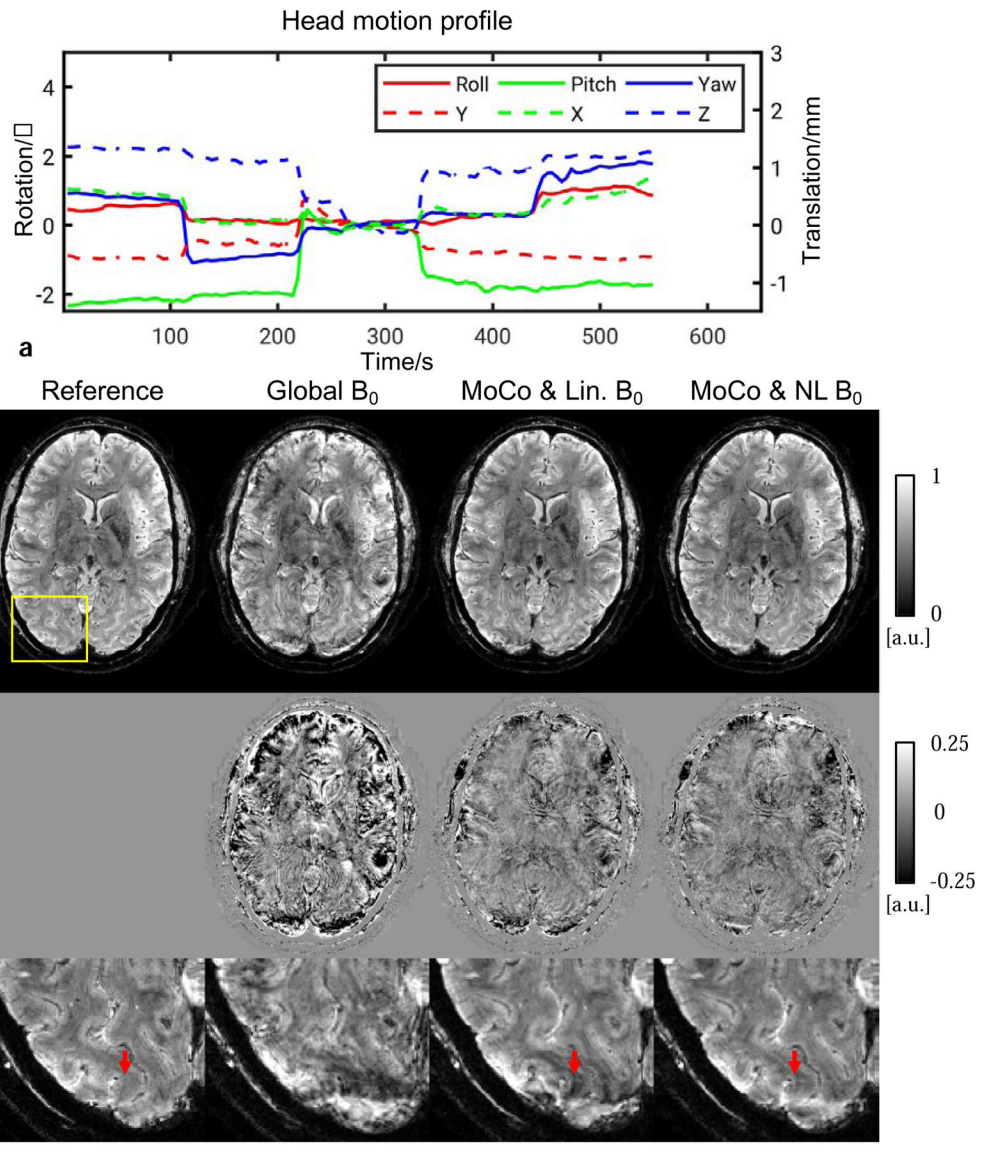 Head motion profile
4
2
0
-2
Rotation/□
3
2
1
0
-1
Translation/mm
Roll Pitch Yaw
Y X Z
100 200 300 400 500 600
Time/s
a
Reference Global B₀ MoCo & Lin. B₀ MoCo & NL B₀
1
0
[a.u.]
0.25
0
-0.25
[a.u.]